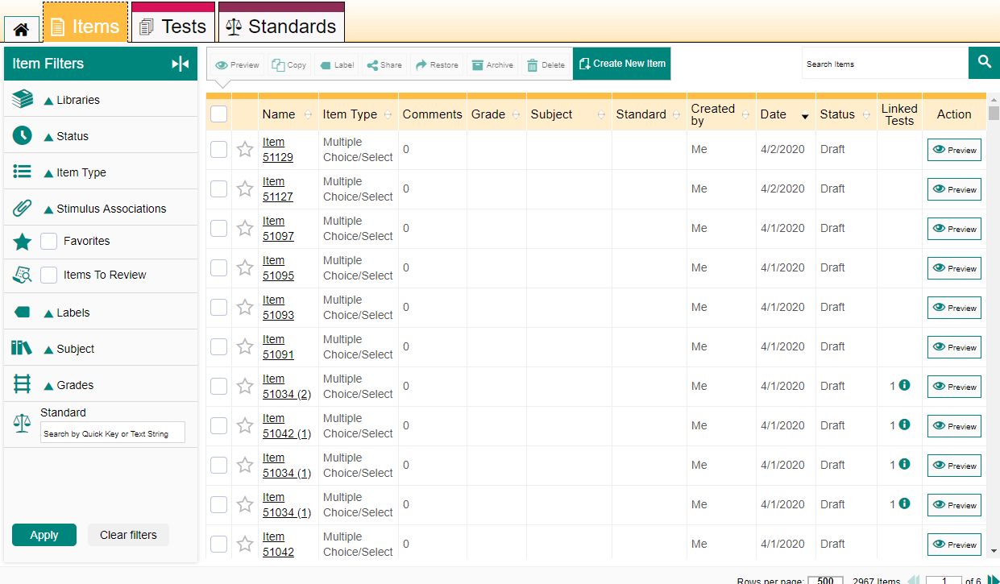 Items
Tests
Standards
Item Filters
Libraries
Status
Item Type
Stimulus Associations
Favorites
Items To Review
Labels
Subject
Grades
Standard
Search by Quick Key or Text String
Apply
Clear filters
Preview
Copy
Label
Share
Restore
Archive
Delete
Create New Item
Search Items
Name
Item Type
Comments
Grade
Subject
Standard
Created
by
Date
Status
Linked
Tests
Action
Item
51129
Multiple
Choice/Select
0
Me
4/2/2020
Draft
Preview
Item
51127
Multiple
Choice/Select
0
Me
4/2/2020
Draft
Preview
Item
51097
Multiple
Choice/Select
0
Me
4/1/2020
Draft
Preview
Item
51095
Multiple
Choice/Select
0
Me
4/1/2020
Draft
Preview
Item
51093
Multiple
Choice/Select
0
Me
4/1/2020
Draft
Preview
Item
51091
Multiple
Choice/Select
0
Me
4/1/2020
Draft
Preview
Item
51034 (2)
Multiple
Choice/Select
0
Me
4/1/2020
Draft
1
Preview
Item
51042 (1)
Multiple
Choice/Select
0
Me
4/1/2020
Draft
1
Preview
Item
51034 (1)
Multiple
Choice/Select
0
Me
4/1/2020
Draft
1
Preview
Item
51034 (1)
Multiple
Choice/Select
0
Me
4/1/2020
Draft
1
Preview
Item
51042
Multiple
Choice/Select
0
Me
4/1/2020
Draft
Preview
Rows per page: 500 2967 Items 1 of 6